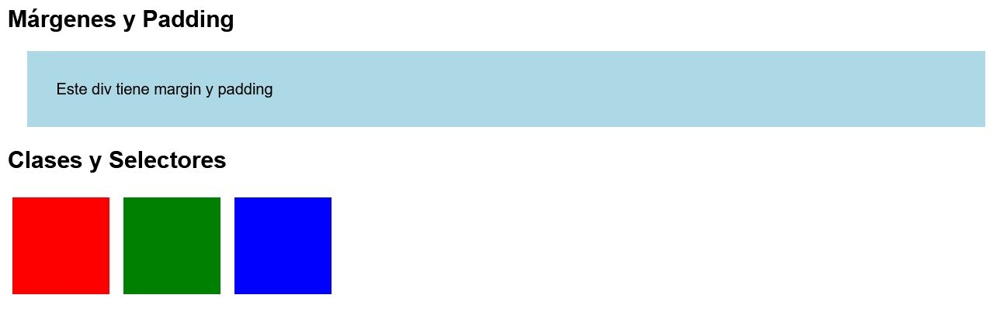 Márgenes y Padding
Este div tiene margin y padding
Clases y Selectores